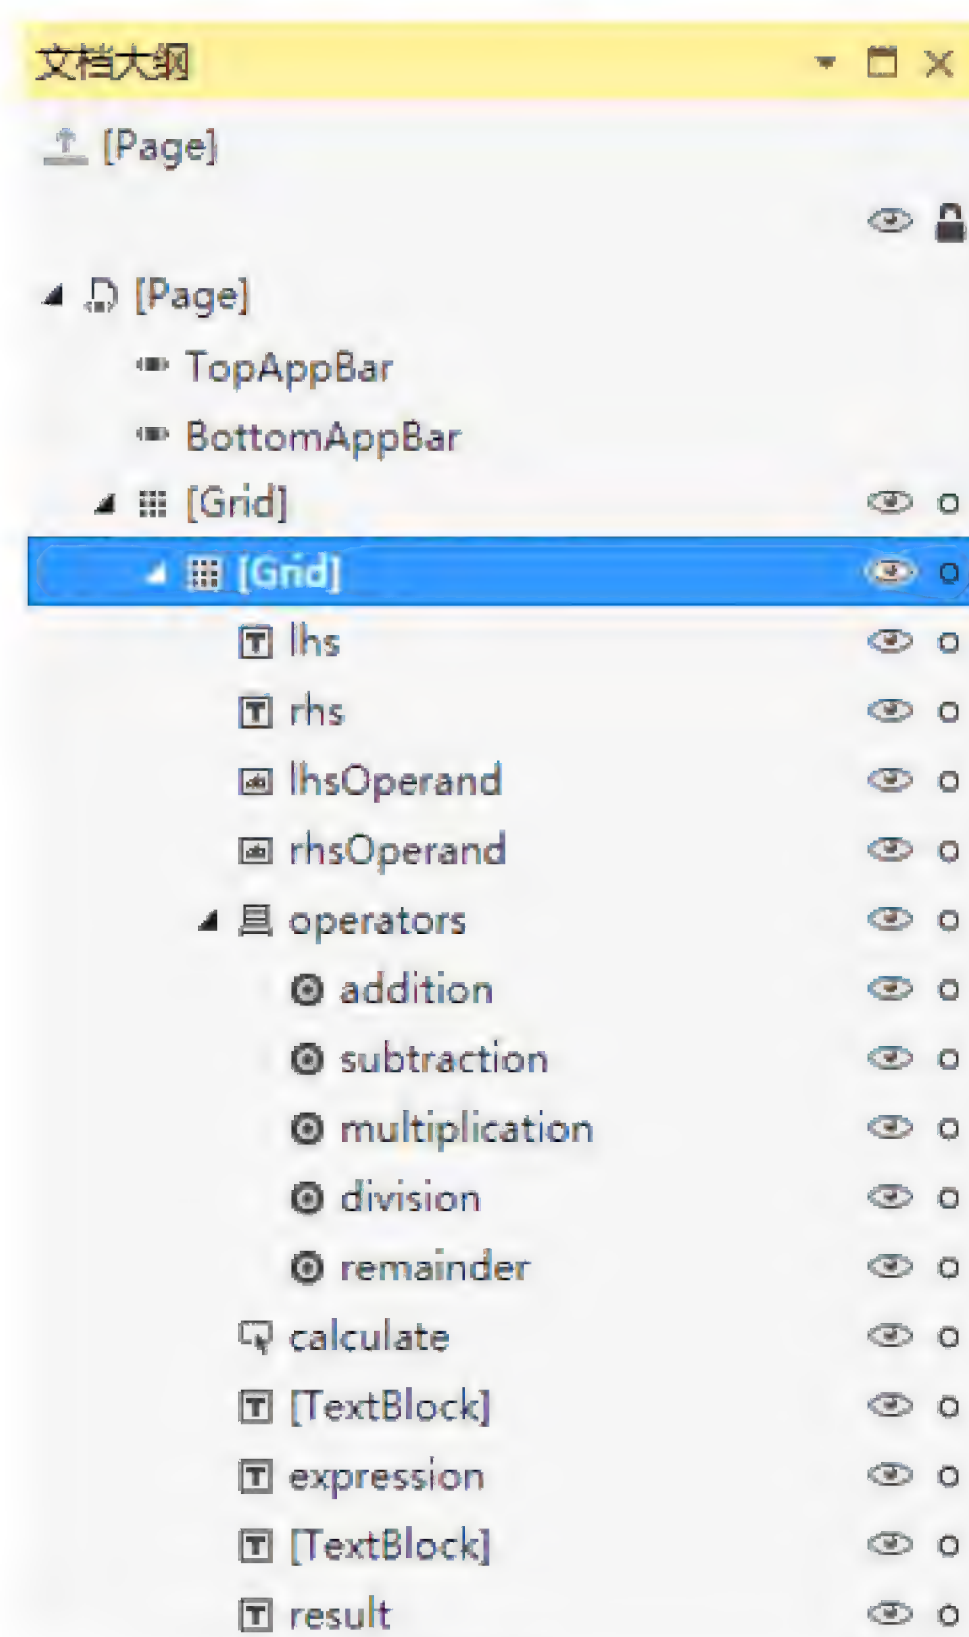 文档大纲
[Page]
[Page]
TopAppBar
BottomAppBar
[Grid]
[Grid]
lhs
rhs
lhsOperand
rhsOperand
operators
addition
subtraction
multiplication
division
remainder
calculate
[TextBlock]
expression
[TextBlock]
result